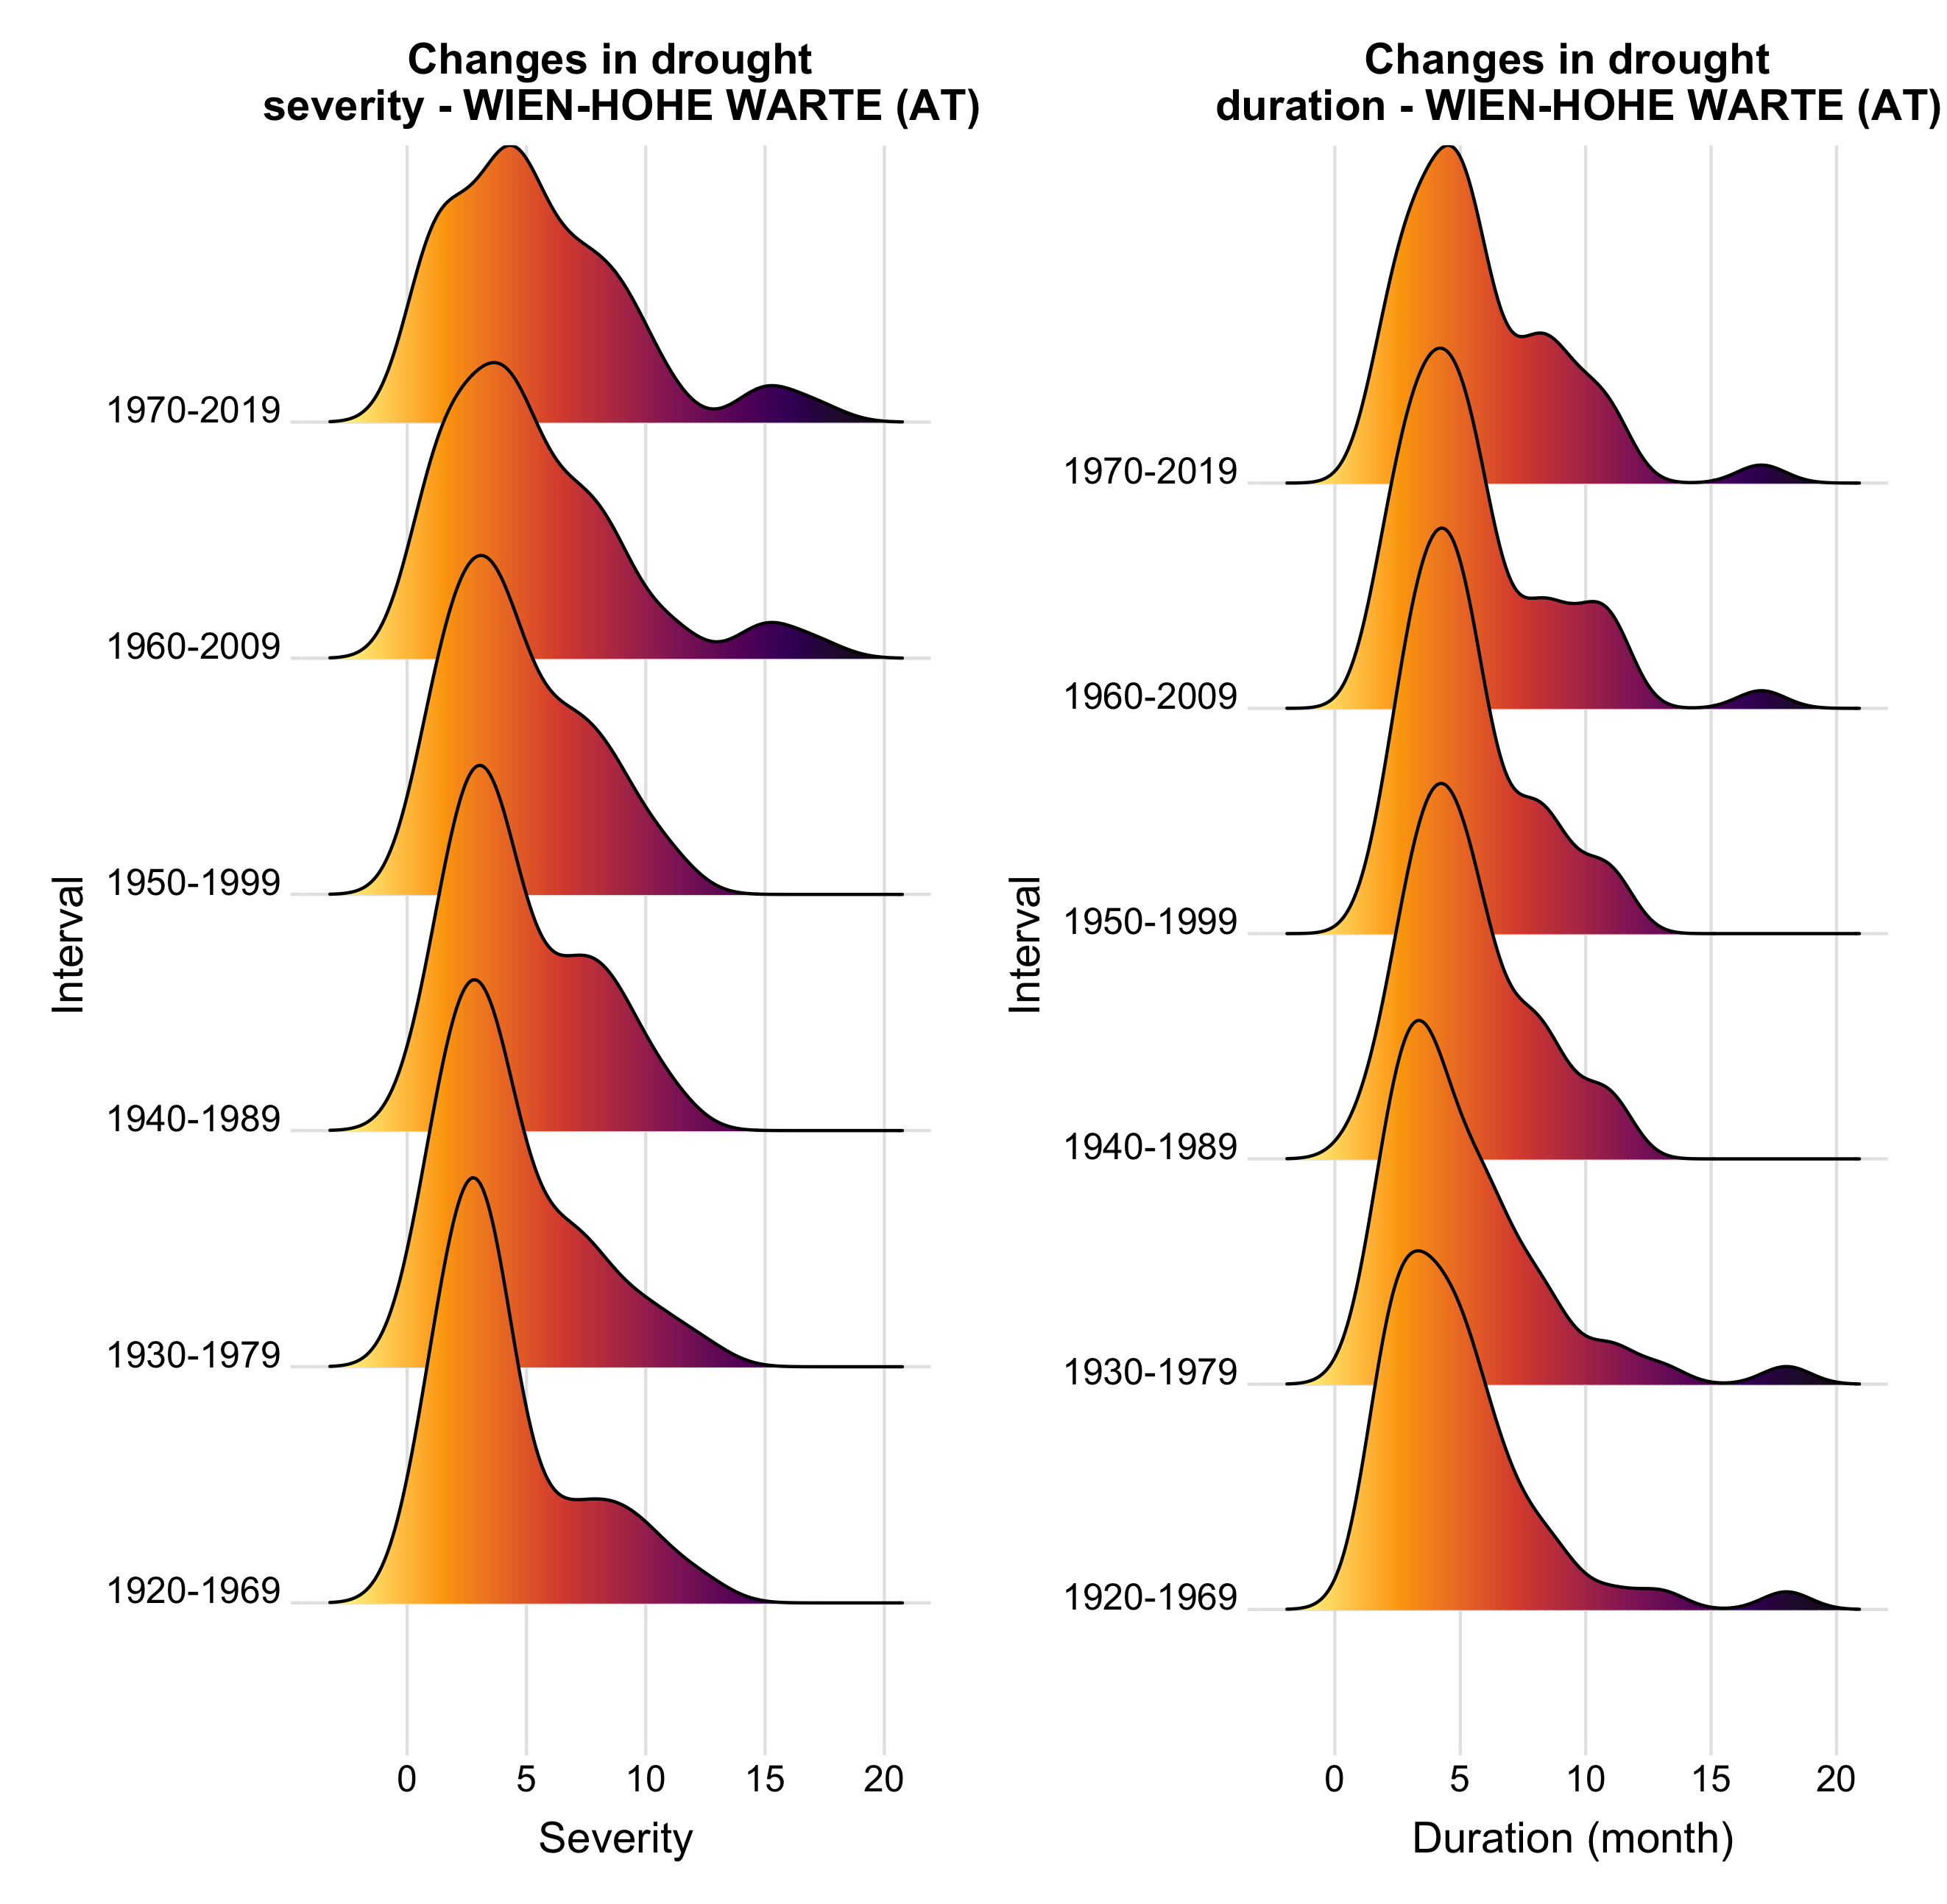 Changes in drought
severity - WIEN-HOHE WARTE (AT)
Interval
1970-2019
1960-2009
1950-1999
1940-1989
1930-1979
1920-1969
0 5 10 15 20
Severity
Changes in drought
duration - WIEN-HOHE WARTE (AT)
Interval
1970-2019
1960-2009
1950-1999
1940-1989
1930-1979
1920-1969
0 5 10 15 20
Duration (month)